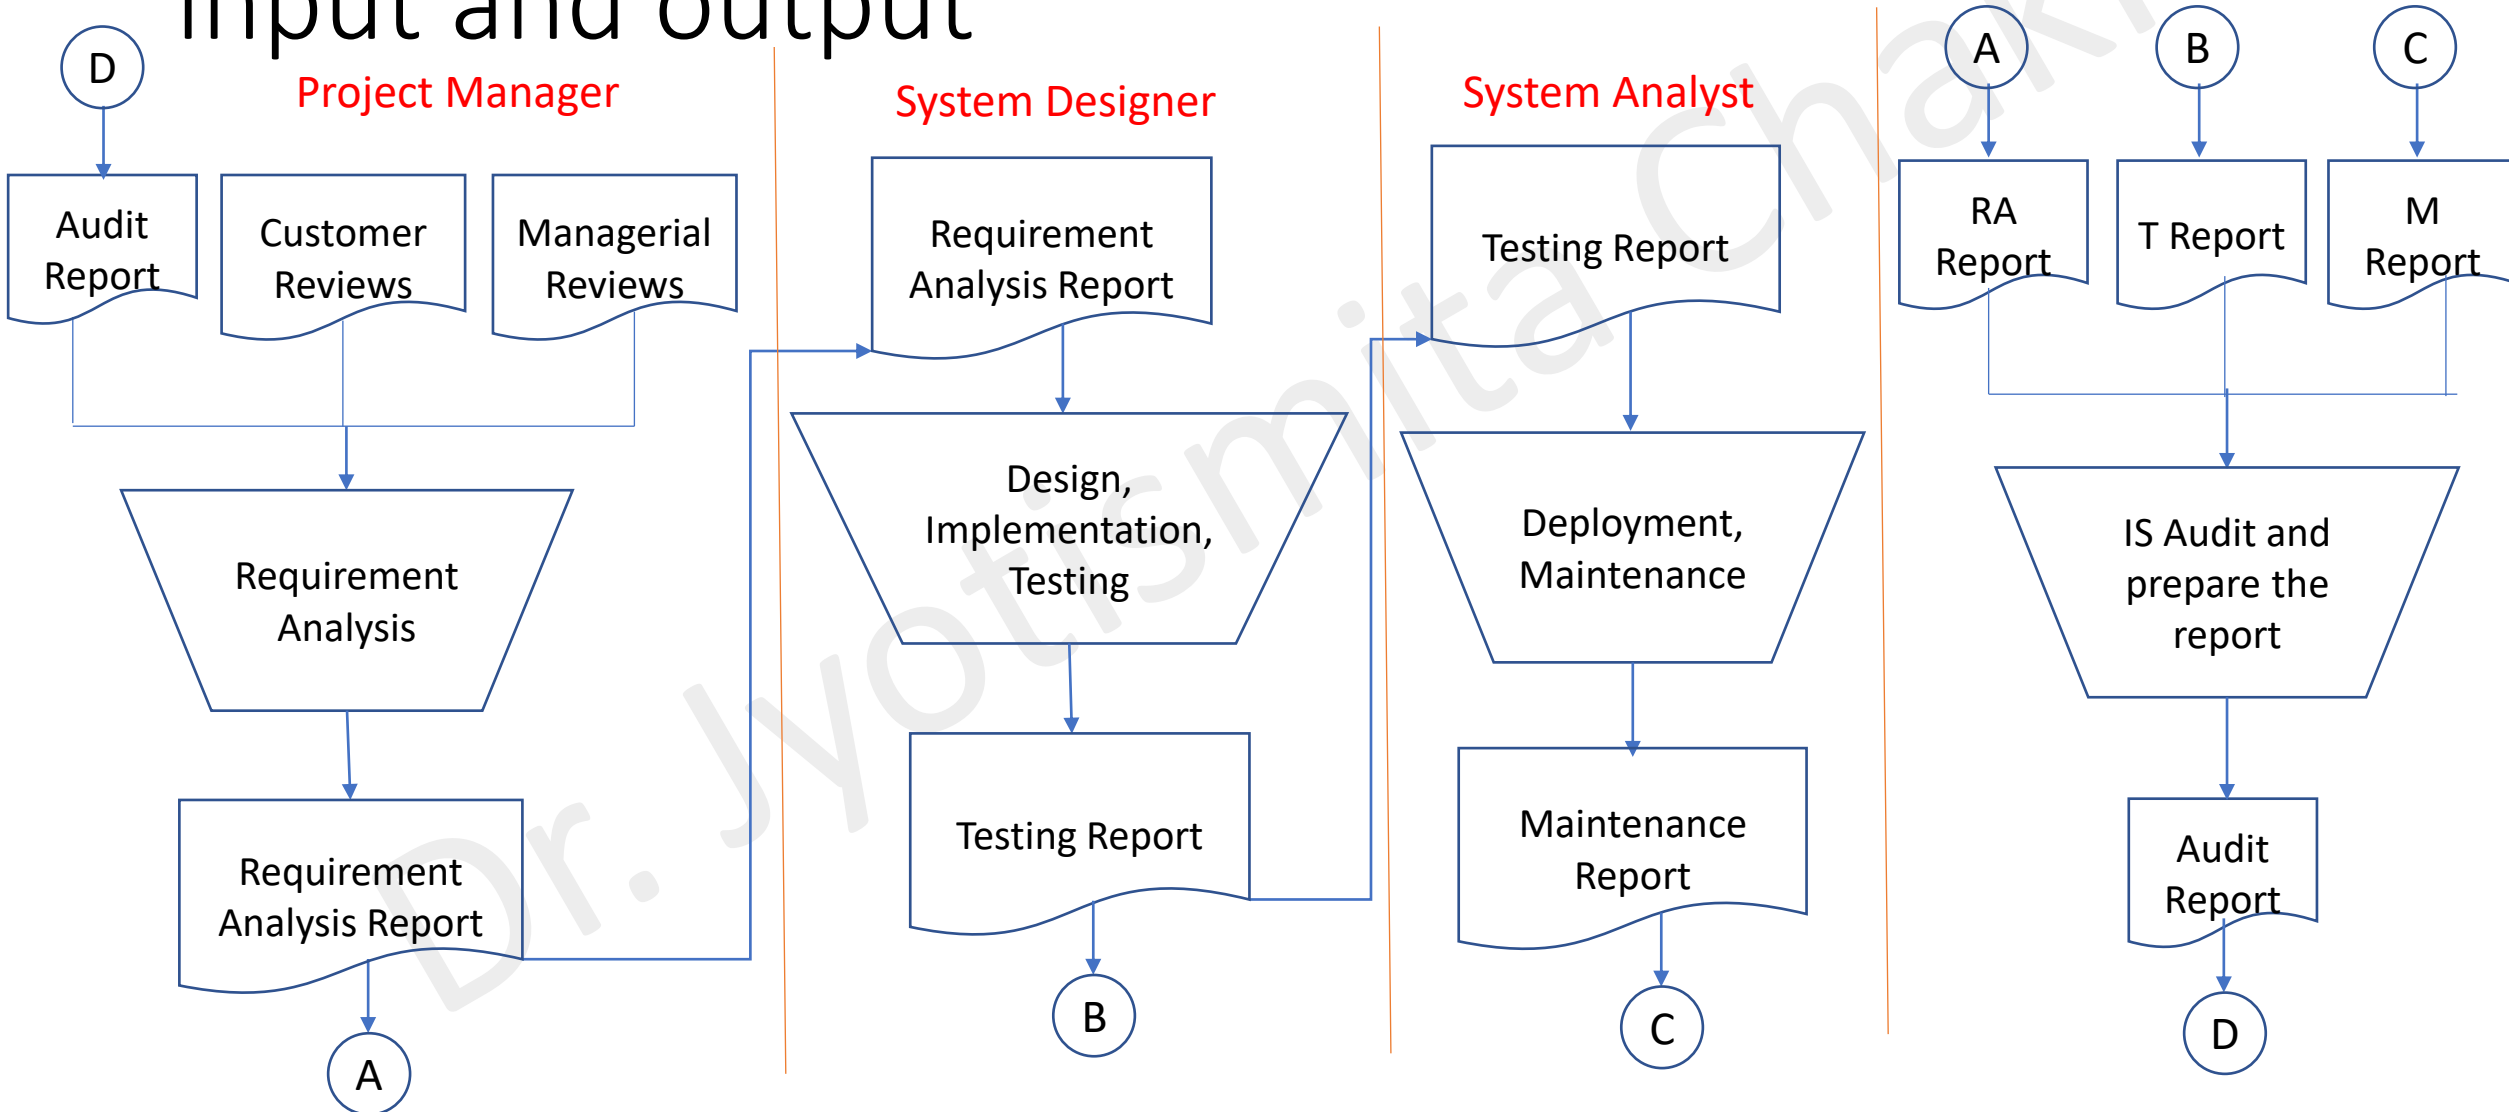 Input and output
D
Project Manager
Audit
Report
Customer
Reviews
Managerial
Reviews
Requirement
Analysis
Requirement
Analysis Report
A
System Designer
Requirement
Analysis Report
Design,
Implementation,
Testing
Testing Report
B
System Analyst
Testing Report
Deployment,
Maintenance
Maintenance
Report
C
A
B
C
RA
Report
T Report
M
Report
IS Audit and
prepare the
report
Audit
Report
D
Dr. Jyotismita